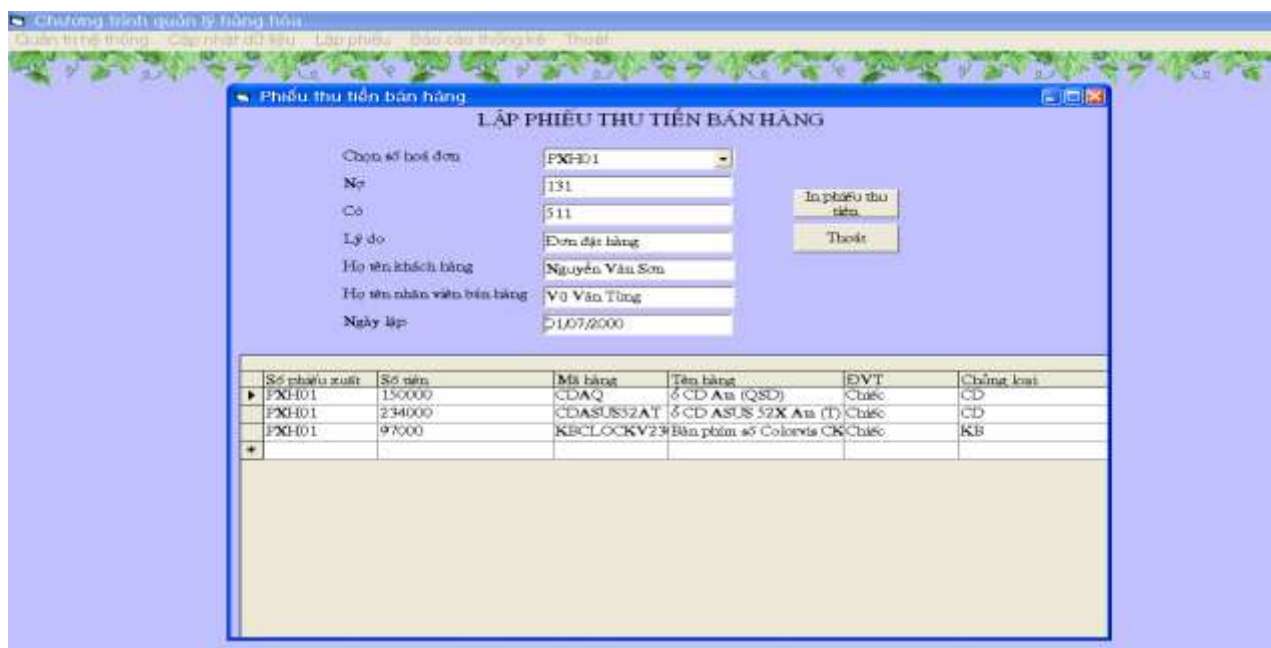 Chương trình quản lý hàng hóa
Quản trị hệ thống Cập nhật dữ liệu Lập phiếu Báo cáo thống kê Thoát
Phiếu thu tiền bán hàng
LẬP PHIẾU THU TIỀN BÁN HÀNG
Chọn số hoá đơn PXH01
Nợ 131
Có 511
Lý do Đơn đặt hàng
Họ tên khách hàng Nguyễn Văn Sơn
Họ tên nhân viên bán hàng Vũ Văn Tùng
Ngày lập 01/07/2000
In phiếu thu
tiền
Thoát
Số phiếu xuất Số tiền Mã hàng Tên hàng ĐVT Chủng loại
PXH01 150000 CDAQ ổ CD Am (QSD) Chiếc CD
PXH01 234000 CDASUS52AT ổ CD ASUS 52X Am (T) Chiếc CD
PXH01 97000 KBCLOCKV23 Bàn phím số Colorvis CK Chiếc KB